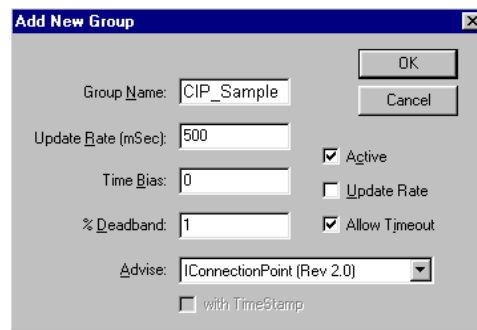 Add New Group
OK
Group Name: CIP_Sample
Cancel
Update Rate (mSec): 500
Active
Time Bias: 0
Update Rate
% Deadband: 1
Allow Timeout
Advise: IConnectionPoint (Rev 2.0)
with TimeStamp